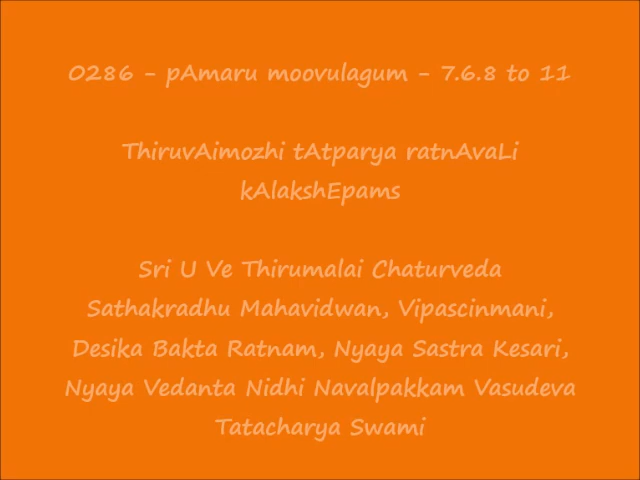 0286 - pAmaru moovulagum - 7.6.8 to 11
ThiruvAimozhi tAtparya ratnAvaLi
kAlakshEpams
Sri U Ve Thirumalai Chaturveda
Sathakradhu Mahavidwan, Vipascinmani,
Desika Bakta Ratnam, Nyaya Sastra Kesari,
Nyaya Vedanta Nidhi Navalpakkam Vasudeva
Tatacharya Swami